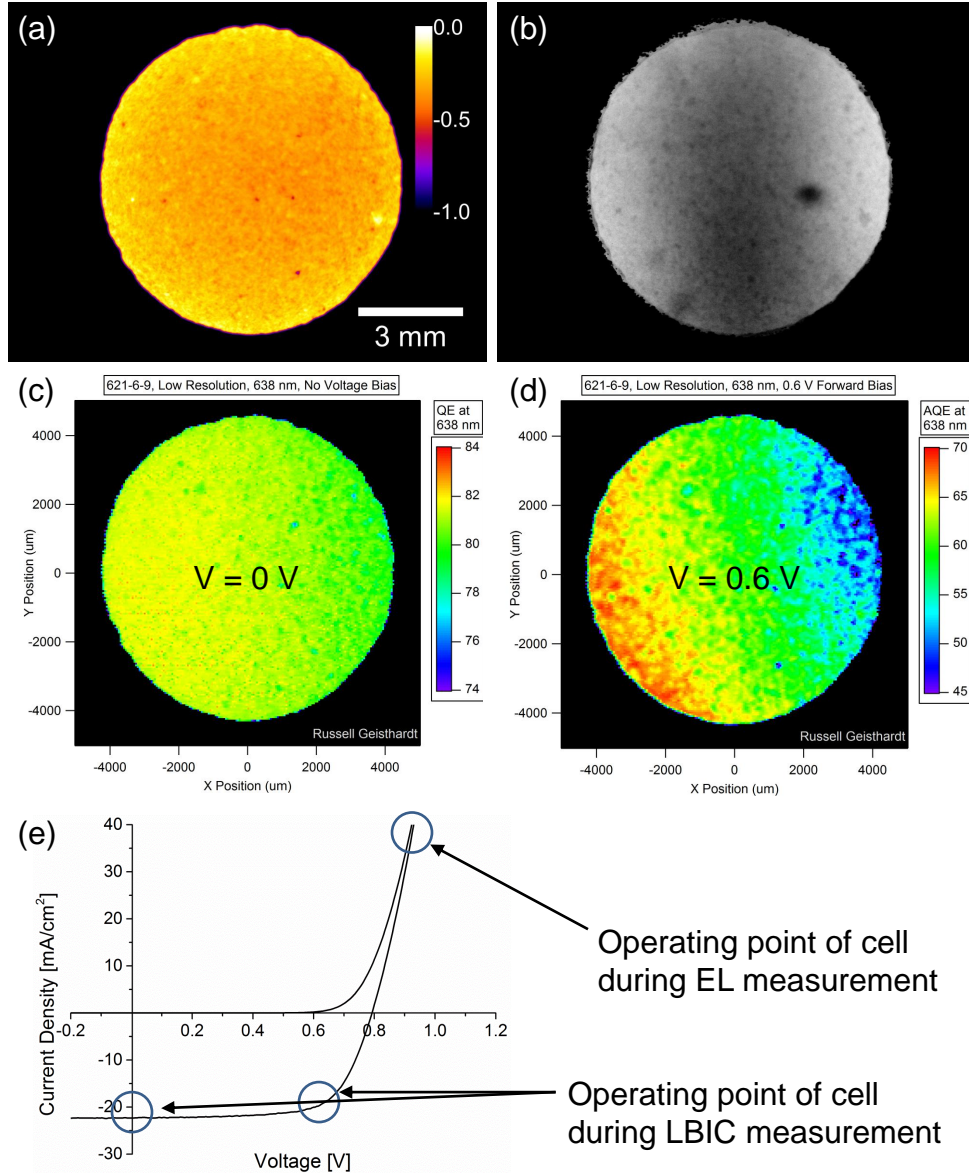 (a)
0.0
-0.5
-1.0
3 mm
(b)
(c)
621-6-9, Low Resolution, 638 nm, No Voltage Bias
QE at
638 nm
84
82
80
78
76
74
4000
2000
0
-2000
-4000
Y Position (um)
V = 0 V
Russell Geisthardt
-4000 -2000 0 2000 4000
X Position (um)
(d)
621-6-9, Low Resolution, 638 nm, 0.6 V Forward Bias
AQE at
638 nm
70
65
60
55
50
45
4000
2000
0
-2000
-4000
Y Position (um)
V = 0.6 V
Russell Geisthardt
-4000 -2000 0 2000 4000
X Position (um)
(e)
40
30
20
10
-0.2 0.0 0.2 0.4 0.6 0.8 1.0 1.2
-10
-20
-30
Current Density [mA/cm²]
Voltage [V]
Operating point of cell
during EL measurement
Operating point of cell
during LBIC measurement